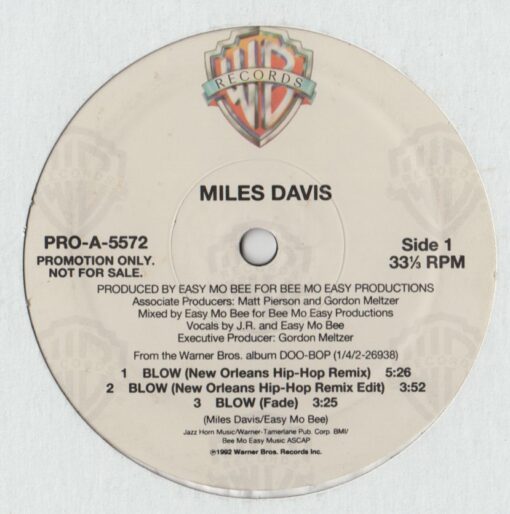 WB
RECORDS
MILES DAVIS
PRO-A-5572
PROMOTION ONLY.
NOT FOR SALE.
Side 1
33⅓ RPM
PRODUCED BY EASY MO BEE FOR BEE MO EASY PRODUCTIONS
Associate Producers: Matt Pierson and Gordon Meltzer
Mixed by Easy Mo Bee for Bee Mo Easy Productions
Vocals by J.R. and Easy Mo Bee
Executive Producer: Gordon Meltzer
From the Warner Bros. album DOO-BOP (1/4/2-26938)
1 BLOW (New Orleans Hip-Hop Remix) 5:26
2 BLOW (New Orleans Hip-Hop Remix Edit) 3:52
3 BLOW (Fade) 3:25
(Miles Davis/Easy Mo Bee)
Jazz Horn Music/Warner-Tamerlane Pub. Corp. BMI/
Bee Mo Easy Music ASCAP
℗1992 Warner Bros. Records Inc.